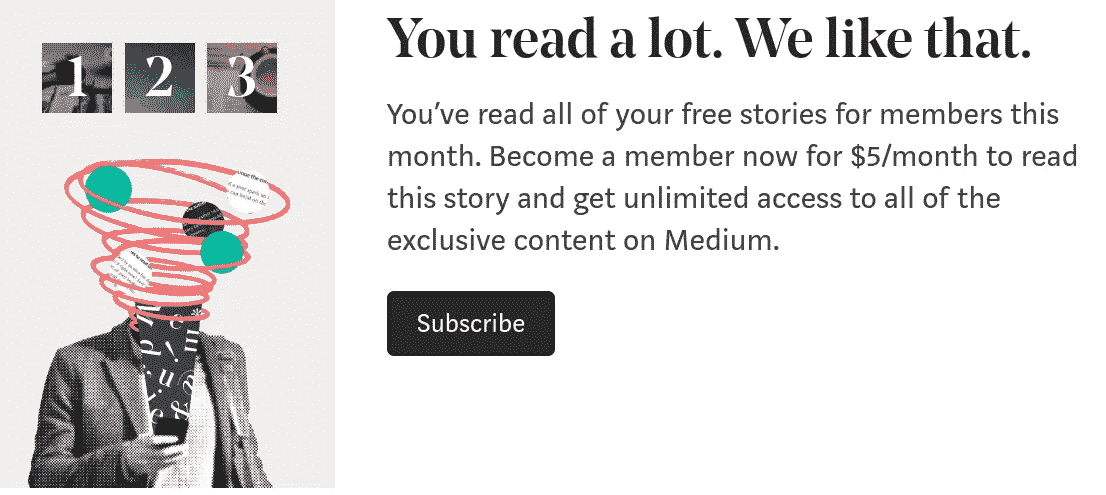 1 2 3
You read a lot. We like that.
You’ve read all of your free stories for members this
month. Become a member now for $5/month to read
this story and get unlimited access to all of the
exclusive content on Medium.
Subscribe